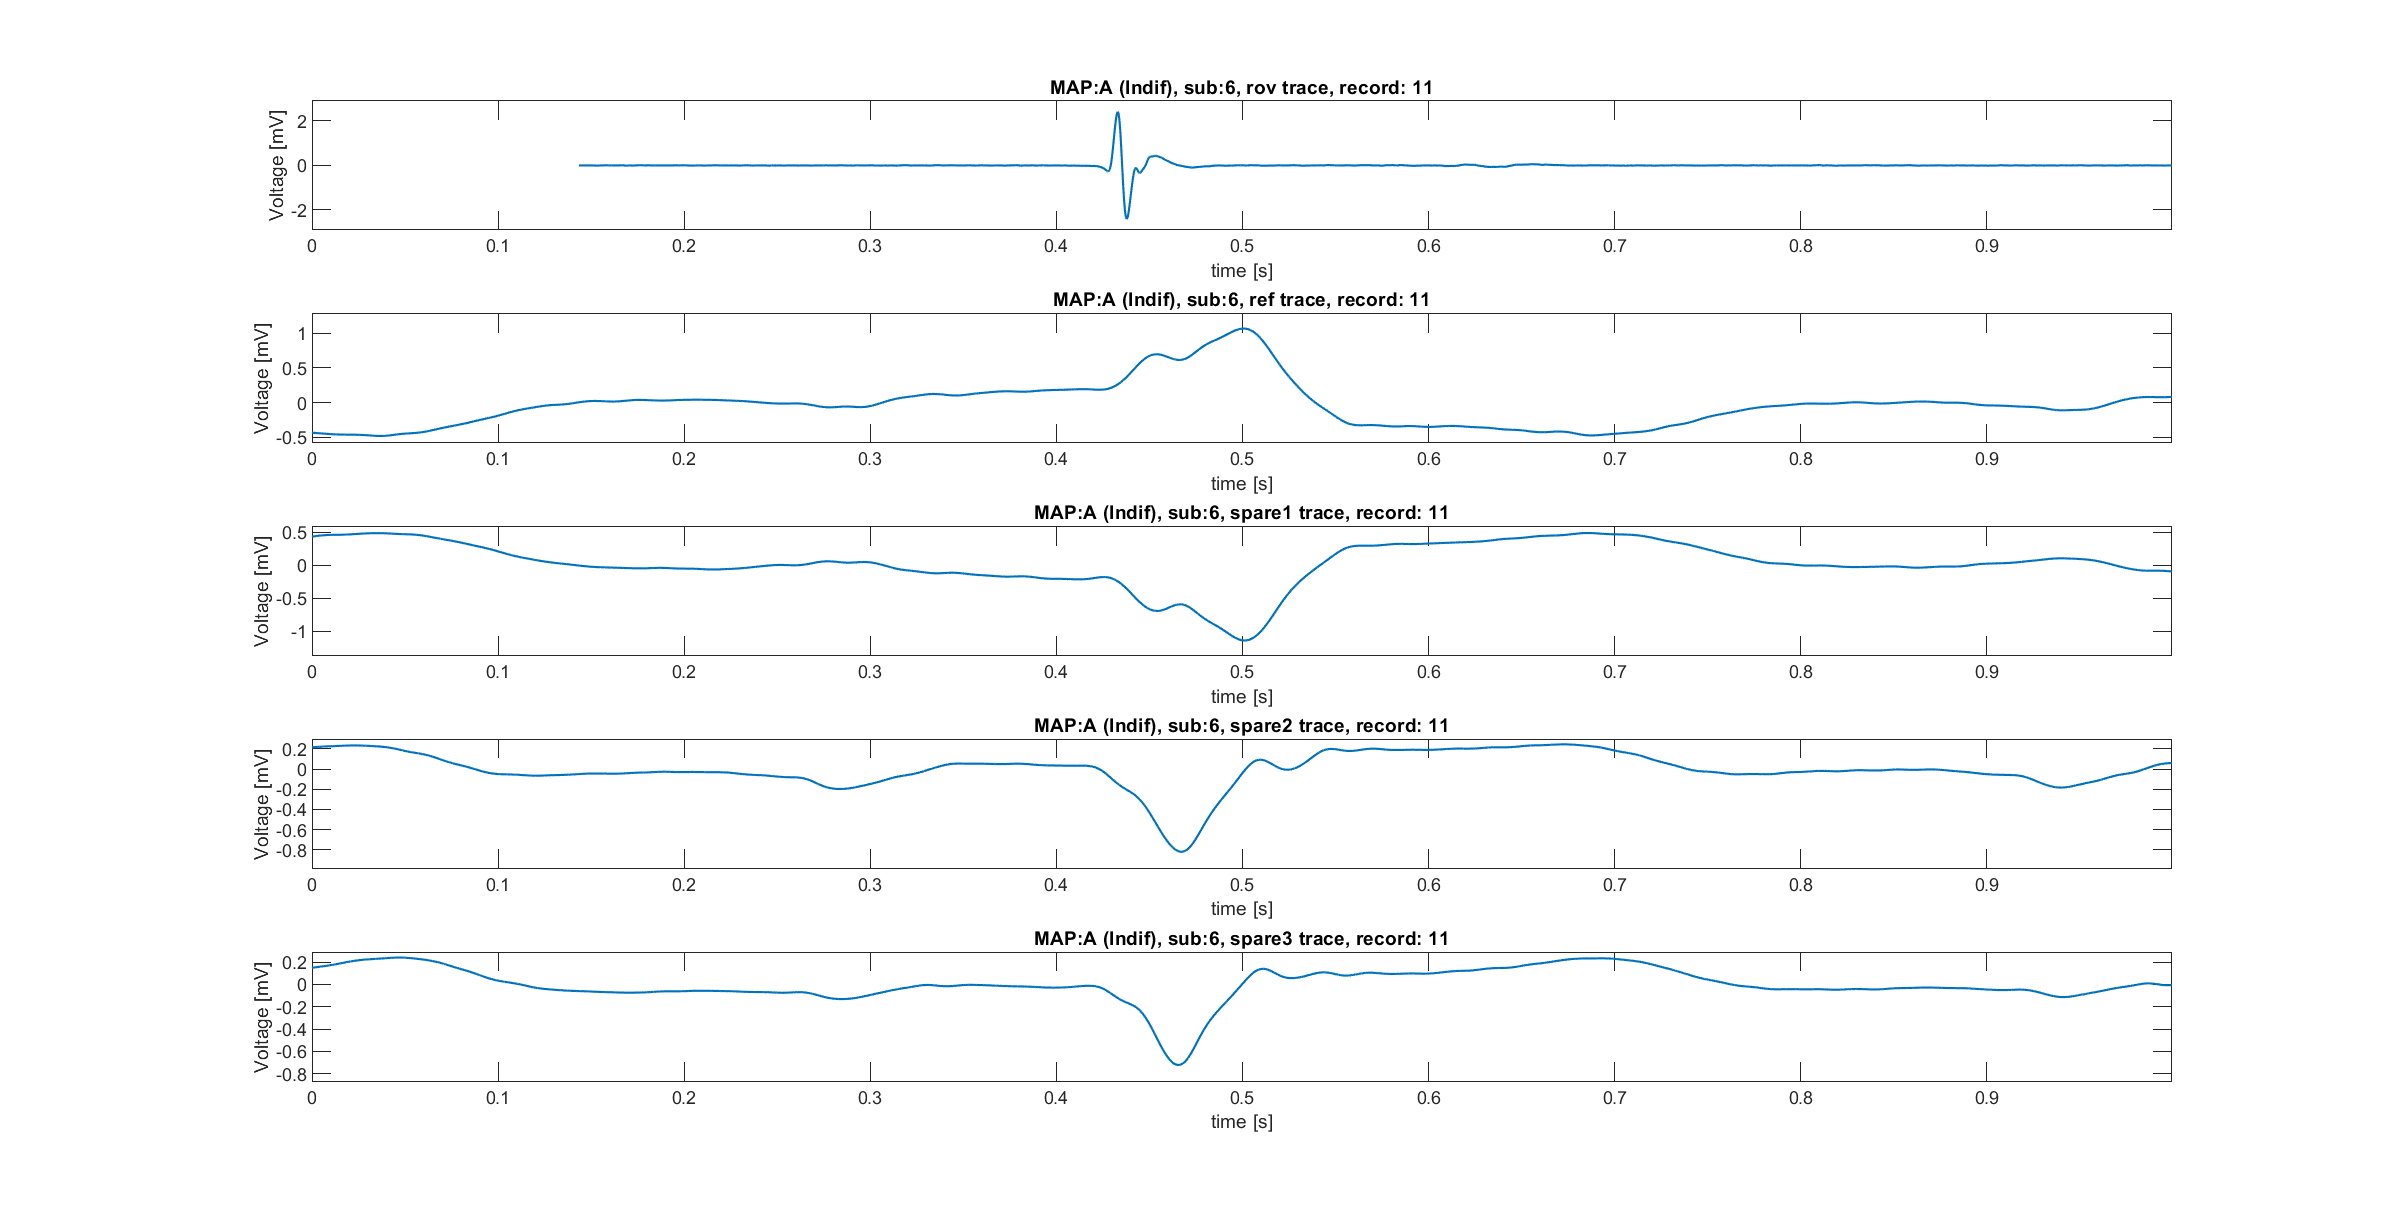 MAP:A (Indif), sub:6, rov trace, record: 11
Voltage [mV]
2
0
-2
0 0.1 0.2 0.3 0.4 0.5 0.6 0.7 0.8 0.9
time [s]
MAP:A (Indif), sub:6, ref trace, record: 11
Voltage [mV]
1
0.5
0
-0.5
0 0.1 0.2 0.3 0.4 0.5 0.6 0.7 0.8 0.9
time [s]
MAP:A (Indif), sub:6, spare1 trace, record: 11
Voltage [mV]
0.5
0
-0.5
-1
0 0.1 0.2 0.3 0.4 0.5 0.6 0.7 0.8 0.9
time [s]
MAP:A (Indif), sub:6, spare2 trace, record: 11
Voltage [mV]
0.2
0
-0.2
-0.4
-0.6
-0.8
0 0.1 0.2 0.3 0.4 0.5 0.6 0.7 0.8 0.9
time [s]
MAP:A (Indif), sub:6, spare3 trace, record: 11
Voltage [mV]
0.2
0
-0.2
-0.4
-0.6
-0.8
0 0.1 0.2 0.3 0.4 0.5 0.6 0.7 0.8 0.9
time [s]